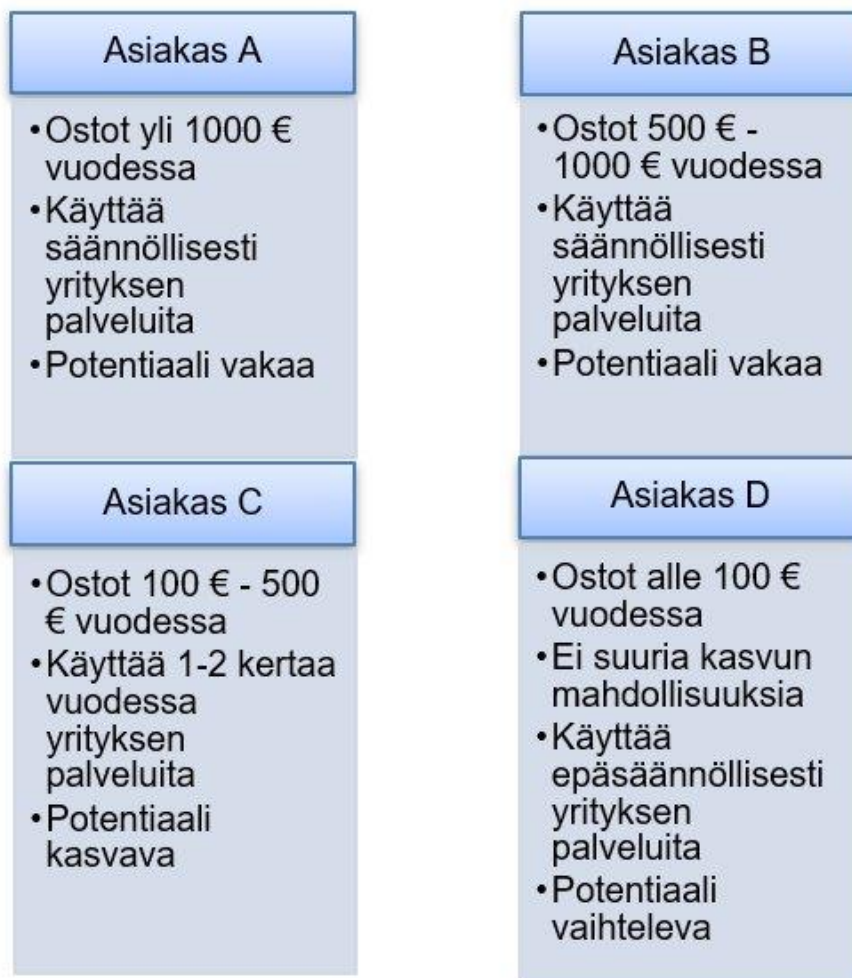 Asiakas A
•Ostot yli 1000 €
vuodessa
•Käyttää
säännöllisesti
yrityksen
palveluita
•Potentiaali vakaa
Asiakas B
•Ostot 500 € -
1000 € vuodessa
•Käyttää
säännöllisesti
yrityksen
palveluita
•Potentiaali vakaa
Asiakas C
•Ostot 100 € - 500
€ vuodessa
•Käyttää 1-2 kertaa
vuodessa
yrityksen
palveluita
•Potentiaali
kasvava
Asiakas D
•Ostot alle 100 €
vuodessa
•Ei suuria kasvun
mahdollisuuksia
•Käyttää
epäsäännöllisesti
yrityksen
palveluita
•Potentiaali
vaihteleva